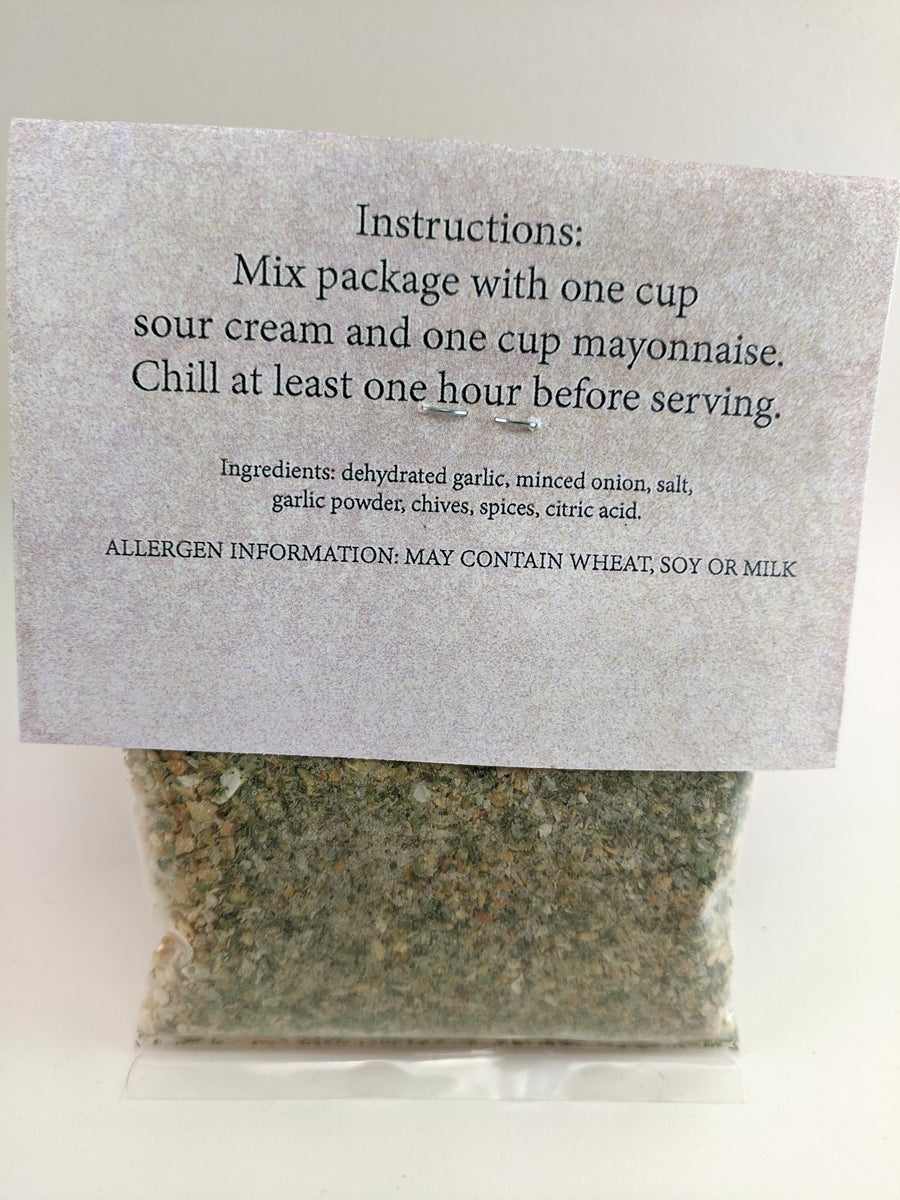 Instructions:
Mix package with one cup
sour cream and one cup mayonnaise.
Chill at least one hour before serving.
Ingredients: dehydrated garlic, minced onion, salt,
garlic powder, chives, spices, citric acid.
ALLERGEN INFORMATION: MAY CONTAIN WHEAT, SOY OR MILK